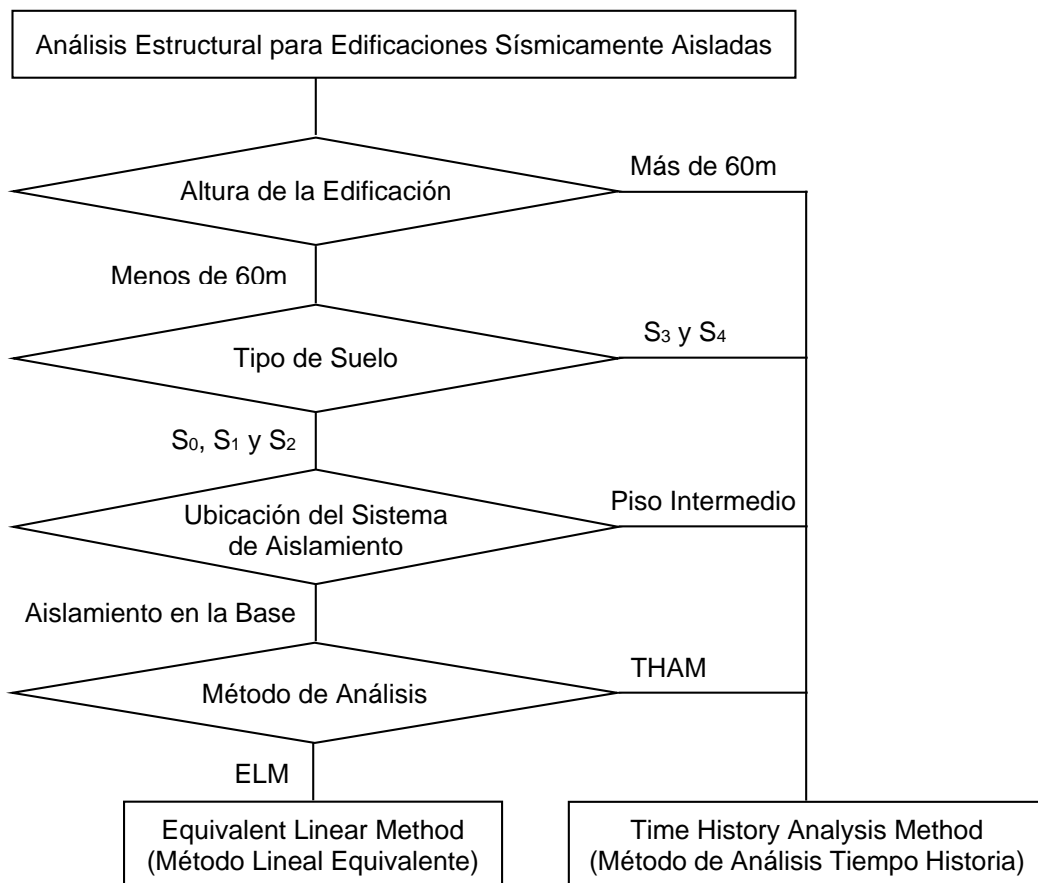 Análisis Estructural para Edificaciones Sísmicamente Aisladas
Más de 60m
Altura de la Edificación
Menos de 60m
S₃ y S₄
Tipo de Suelo
S₀, S₁ y S₂
Piso Intermedio
Ubicación del Sistema
de Aislamiento
Aislamiento en la Base
THAM
Método de Análisis
ELM
Equivalent Linear Method
(Método Lineal Equivalente)
Time History Analysis Method
(Método de Análisis Tiempo Historia)